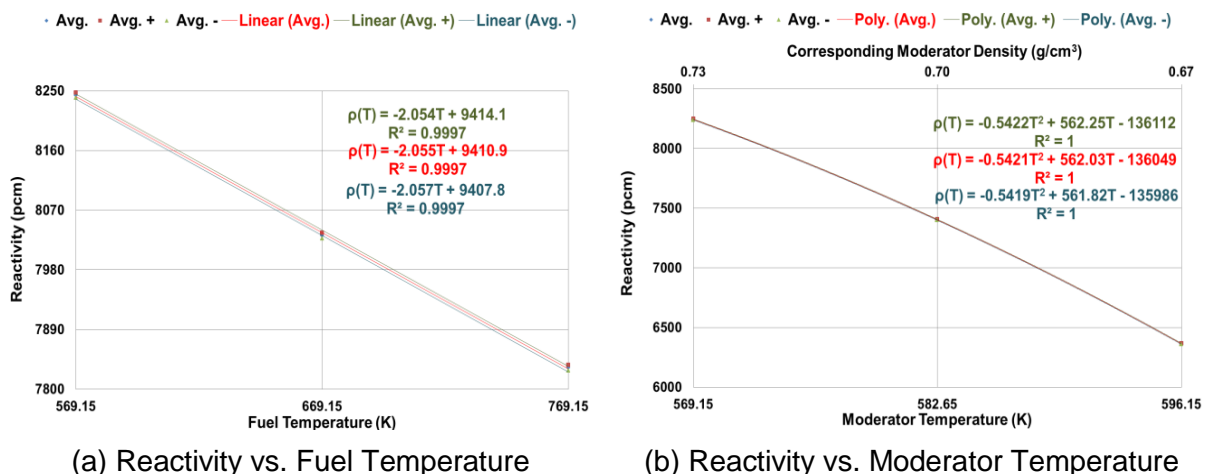 Avg. Avg. + Avg. - Linear (Avg.) Linear (Avg. +) Linear (Avg. -)
8250
8160
8070
7980
7890
7800
Reactivity (pcm)
ρ(T) = -2.054T + 9414.1
R² = 0.9997
ρ(T) = -2.055T + 9410.9
R² = 0.9997
ρ(T) = -2.057T + 9407.8
R² = 0.9997
569.15 669.15 769.15
Fuel Temperature (K)
(a) Reactivity vs. Fuel Temperature
Avg. Avg. + Avg. - Poly. (Avg.) Poly. (Avg. +) Poly. (Avg. -)
Corresponding Moderator Density (g/cm³)
0.73 0.70 0.67
8500
8000
7500
7000
6500
6000
Reactivity (pcm)
ρ(T) = -0.5422T² + 562.25T - 136112
R² = 1
ρ(T) = -0.5421T² + 562.03T - 136049
R² = 1
ρ(T) = -0.5419T² + 561.82T - 135986
R² = 1
569.15 582.65 596.15
Moderator Temperature (K)
(b) Reactivity vs. Moderator Temperature